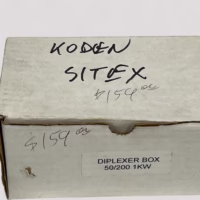 KODEN
SITEX
$159.00
$159.00
DIPLEXER BOX
50/200 1KW